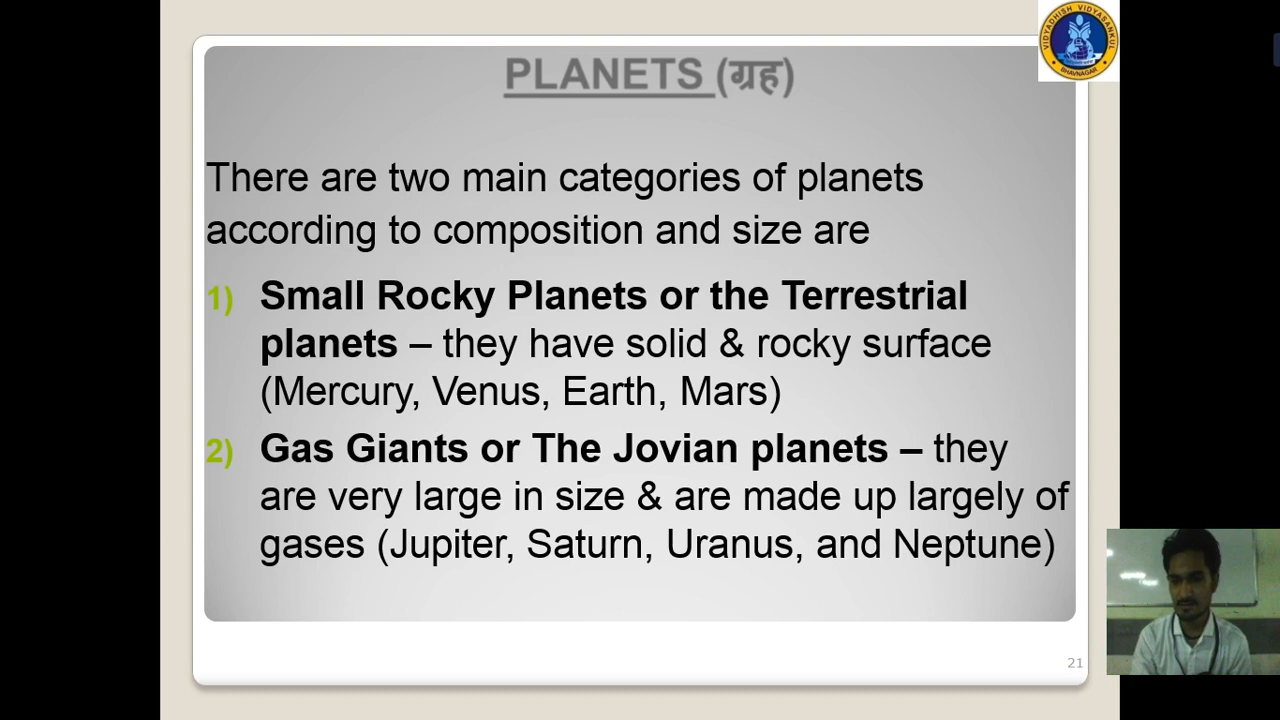 VIDYADHISH VIDYASANKUL
BHAVNAGAR
PLANETS (ग्रह)
There are two main categories of planets
according to composition and size are
1) Small Rocky Planets or the Terrestrial
planets – they have solid & rocky surface
(Mercury, Venus, Earth, Mars)
2) Gas Giants or The Jovian planets – they
are very large in size & are made up largely of
gases (Jupiter, Saturn, Uranus, and Neptune)
21